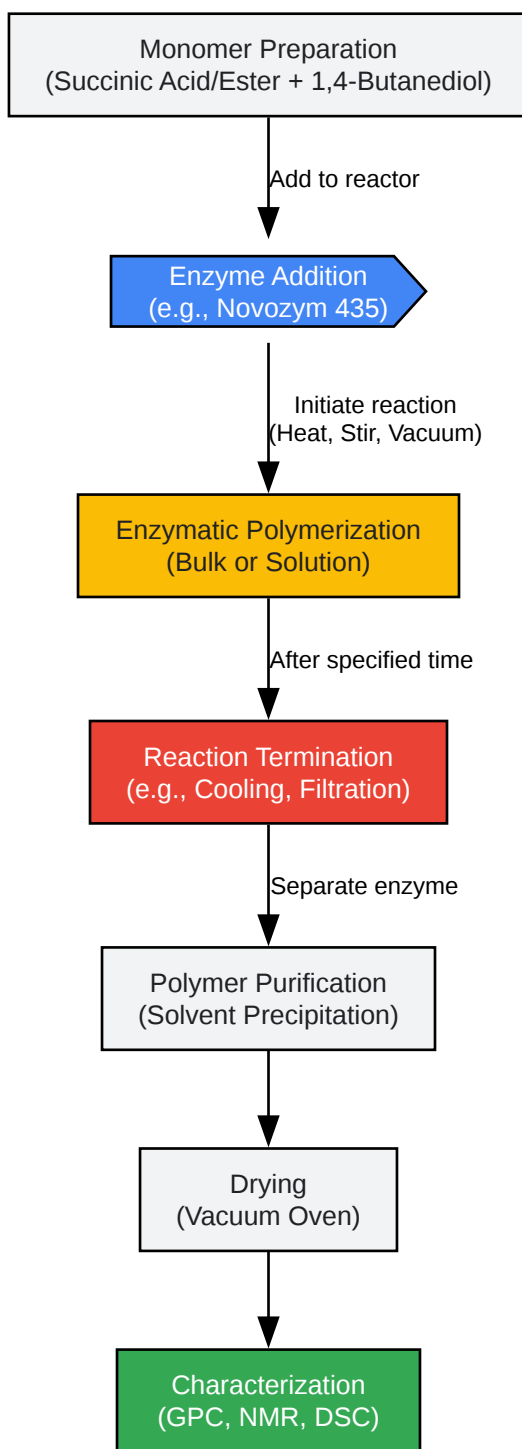 Monomer Preparation
(Succinic Acid/Ester + 1,4-Butanediol)
Add to reactor
Enzyme Addition
(e.g., Novozym 435)
Initiate reaction
(Heat, Stir, Vacuum)
Enzymatic Polymerization
(Bulk or Solution)
After specified time
Reaction Termination
(e.g., Cooling, Filtration)
Separate enzyme
Polymer Purification
(Solvent Precipitation)
Drying
(Vacuum Oven)
Characterization
(GPC, NMR, DSC)